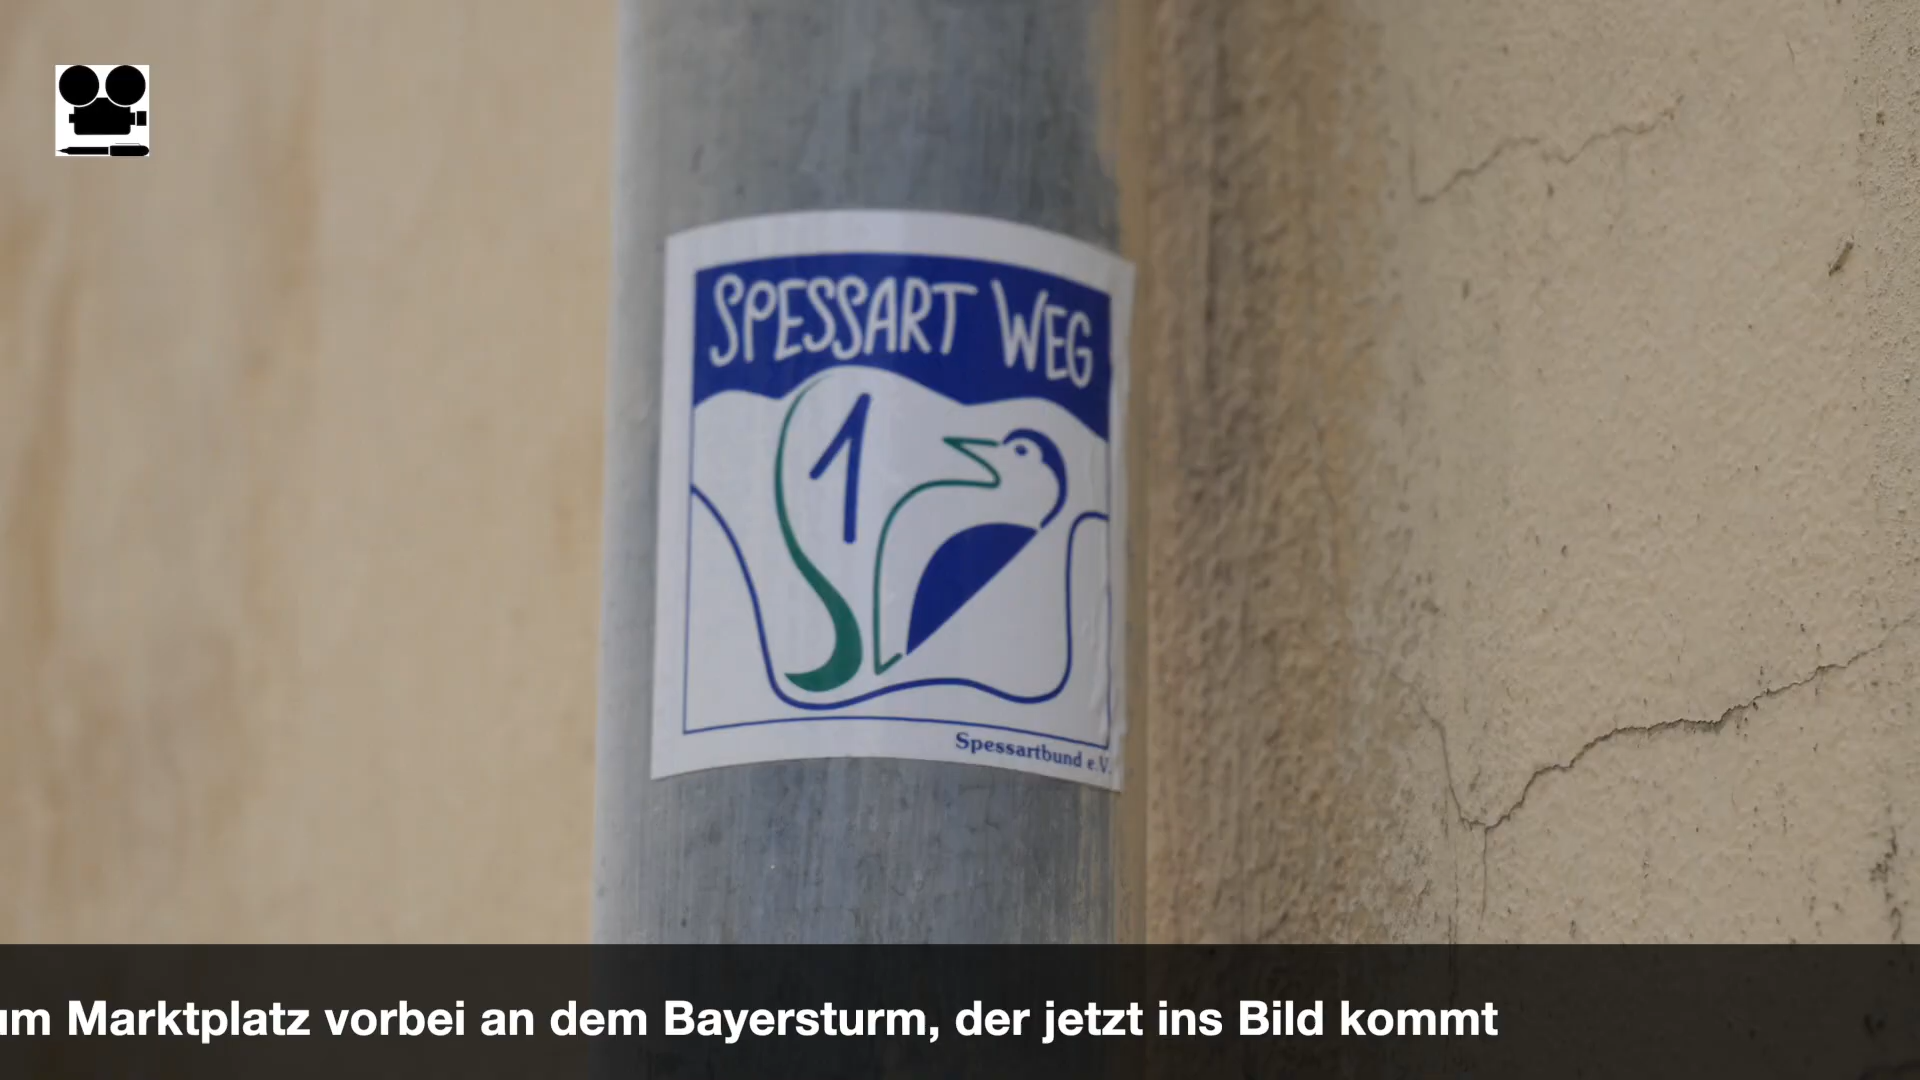 SPESSART WEG
1
Spessartbund e.V.
um Marktplatz vorbei an dem Bayersturm, der jetzt ins Bild kommt